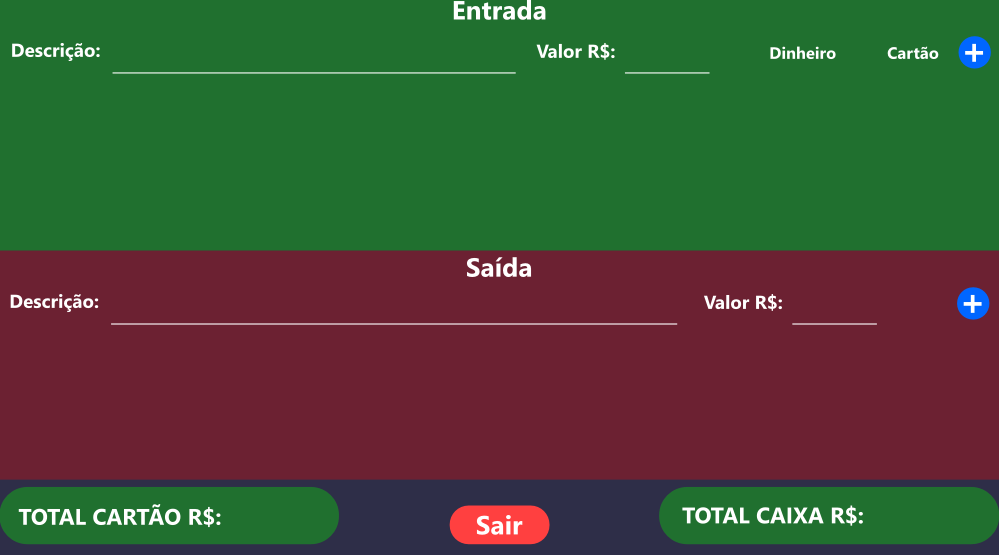 Entrada
Descrição: Valor R$: Dinheiro Cartão +
Saída
Descrição: Valor R$: +
TOTAL CARTÃO R$: Sair TOTAL CAIXA R$: